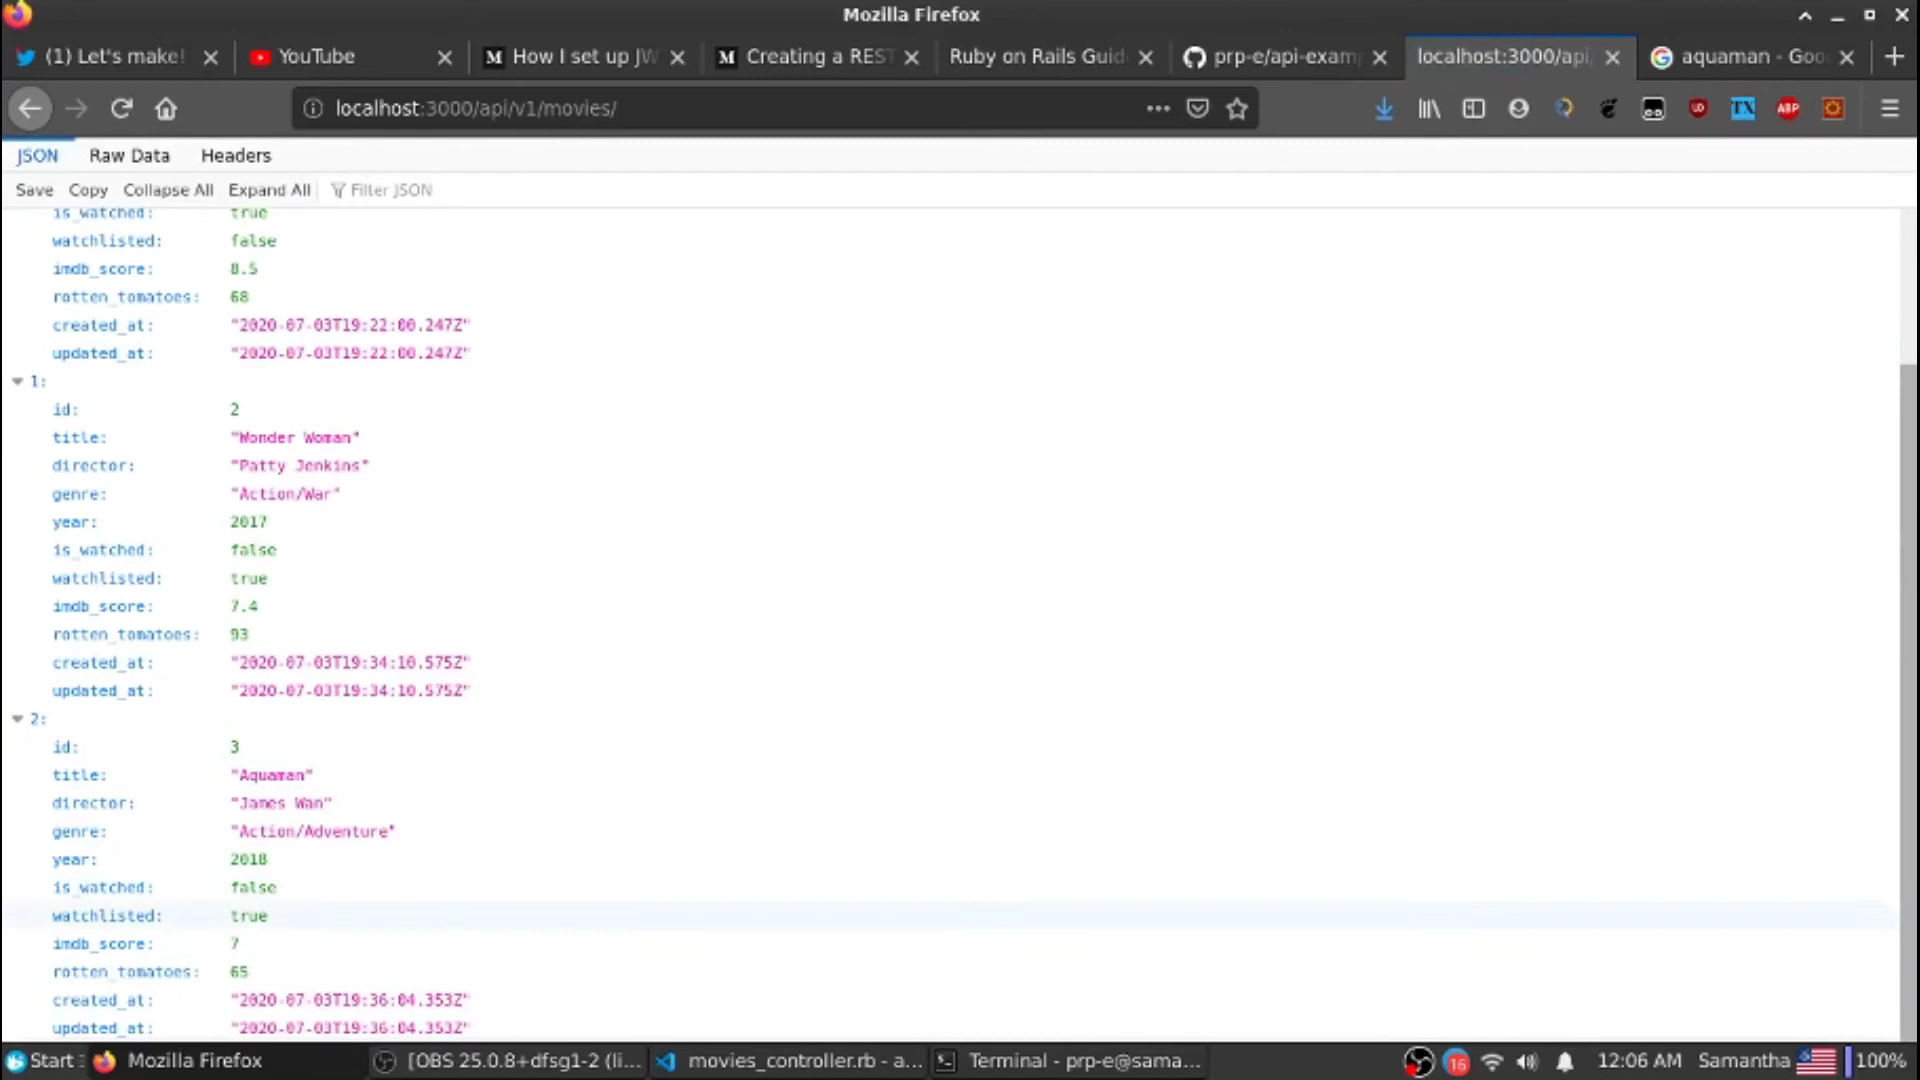 Mozilla Firefox
(1) Let's make!
YouTube
How I set up JW
Creating a REST
Ruby on Rails Guid
prp-e/api-exam
localhost:3000/api
aquaman - Goo
localhost:3000/api/v1/movies/
JSON Raw Data Headers
Save Copy Collapse All Expand All Filter JSON
is_watched: true
watchlisted: false
imdb_score: 8.5
rotten_tomatoes: 68
created_at: "2020-07-03T19:22:00.247Z"
updated_at: "2020-07-03T19:22:00.247Z"
1:
id: 2
title: "Wonder Woman"
director: "Patty Jenkins"
genre: "Action/War"
year: 2017
is_watched: false
watchlisted: true
imdb_score: 7.4
rotten_tomatoes: 93
created_at: "2020-07-03T19:34:10.575Z"
updated_at: "2020-07-03T19:34:10.575Z"
2:
id: 3
title: "Aquaman"
director: "James Wan"
genre: "Action/Adventure"
year: 2018
is_watched: false
watchlisted: true
imdb_score: 7
rotten_tomatoes: 65
created_at: "2020-07-03T19:36:04.353Z"
updated_at: "2020-07-03T19:36:04.353Z"
Start Mozilla Firefox [OBS 25.0.8+dfsg1-2 (li... movies_controller.rb - a... Terminal - prp-e@sama... 16 12:06 AM Samantha 100%